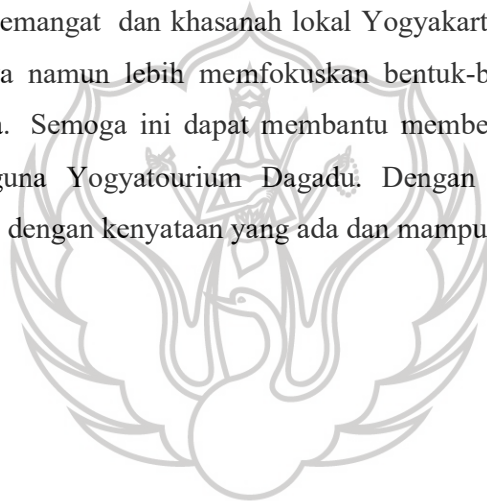 emangat dan khasanah lokal Yogyakart
a namun lebih memfokuskan bentuk-b
. Semoga ini dapat membantu membe
guna Yogyatourium Dagadu. Dengan
dengan kenyataan yang ada dan mampu